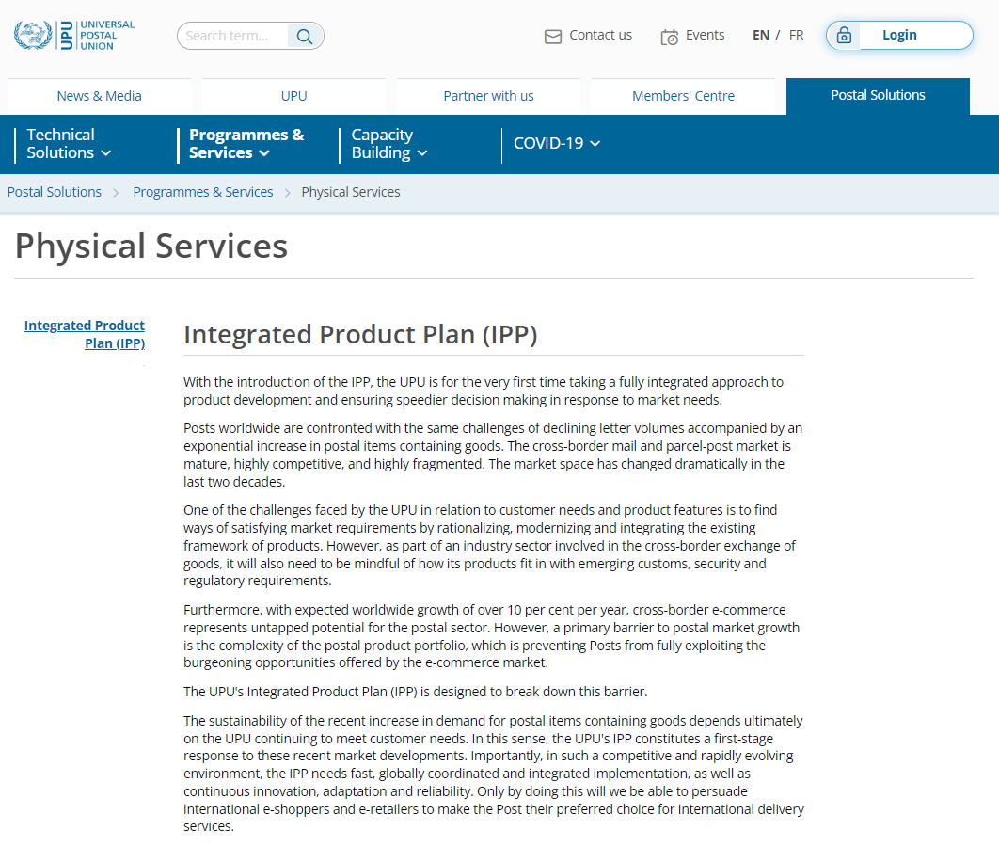 UPU UNIVERSAL POSTAL UNION
Search term...
Contact us
Events
EN / FR
Login
News & Media
UPU
Partner with us
Members' Centre
Postal Solutions
Technical Solutions
Programmes & Services
Capacity Building
COVID-19
Postal Solutions > Programmes & Services > Physical Services
Physical Services
Integrated Product
Plan (IPP)
Integrated Product Plan (IPP)
With the introduction of the IPP, the UPU is for the very first time taking a fully integrated approach to
product development and ensuring speedier decision making in response to market needs.
Posts worldwide are confronted with the same challenges of declining letter volumes accompanied by an
exponential increase in postal items containing goods. The cross-border mail and parcel-post market is
mature, highly competitive, and highly fragmented. The market space has changed dramatically in the
last two decades.
One of the challenges faced by the UPU in relation to customer needs and product features is to find
ways of satisfying market requirements by rationalizing, modernizing and integrating the existing
framework of products. However, as part of an industry sector involved in the cross-border exchange of
goods, it will also need to be mindful of how its products fit in with emerging customs, security and
regulatory requirements.
Furthermore, with expected worldwide growth of over 10 per cent per year, cross-border e-commerce
represents untapped potential for the postal sector. However, a primary barrier to postal market growth
is the complexity of the postal product portfolio, which is preventing Posts from fully exploiting the
burgeoning opportunities offered by the e-commerce market.
The UPU's Integrated Product Plan (IPP) is designed to break down this barrier.
The sustainability of the recent increase in demand for postal items containing goods depends ultimately
on the UPU continuing to meet customer needs. In this sense, the UPU's IPP constitutes a first-stage
response to these recent market developments. Importantly, in such a competitive and rapidly evolving
environment, the IPP needs fast, globally coordinated and integrated implementation, as well as
continuous innovation, adaptation and reliability. Only by doing this will we be able to persuade
international e-shoppers and e-retailers to make the Post their preferred choice for international delivery
services.